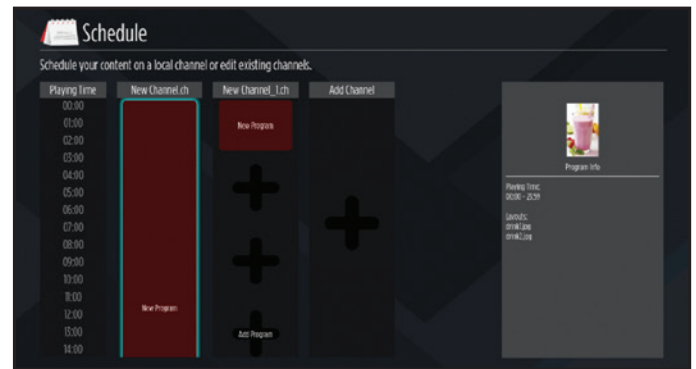 Schedule
Schedule your content on a local channel or edit existing channels.
Playing Time
New Channel.ch
New Channel_1.ch
Add Channel
00:00
01:00
02:00
03:00
04:00
05:00
06:00
07:00
08:00
09:00
10:00
11:00
12:00
13:00
14:00
New Program
New Program
Add Program
Program Info
Playing Time:
00:00 - 23:59
Layouts:
drink1.jpg
drink2.jpg